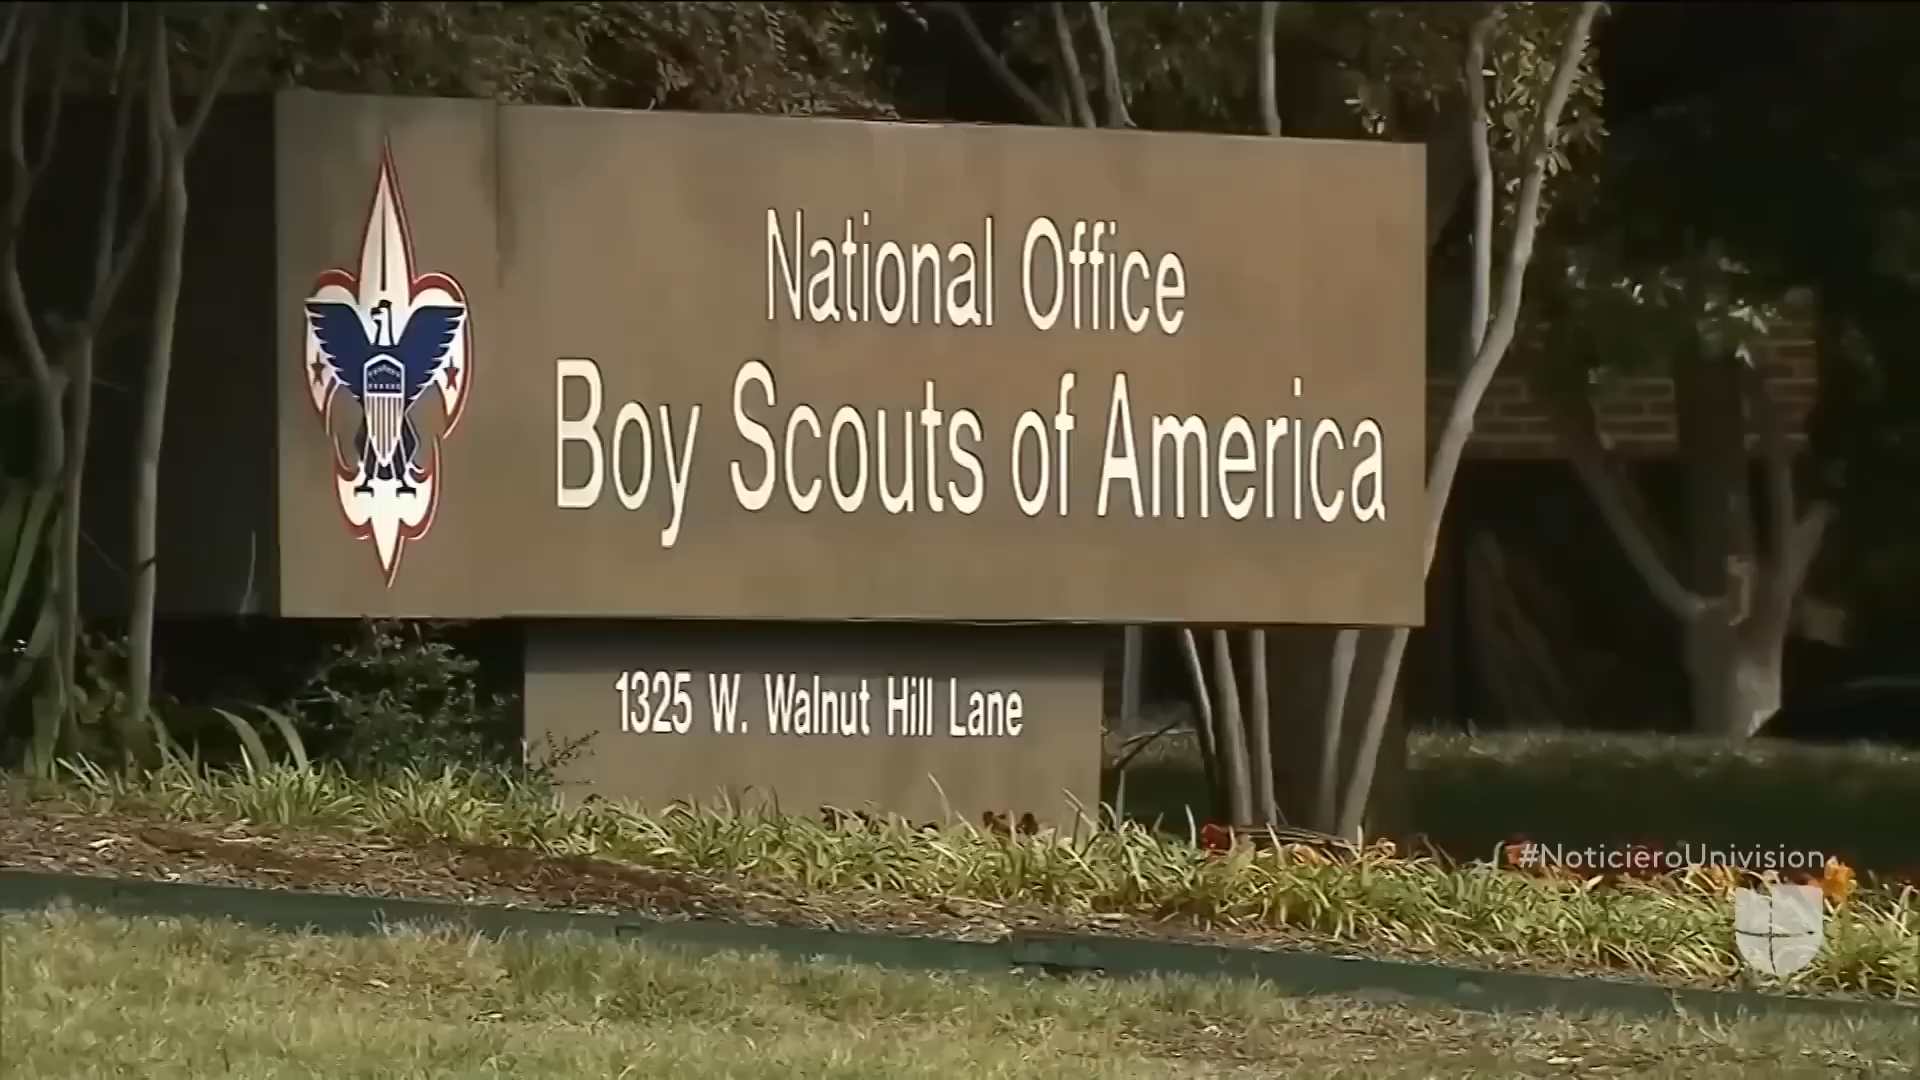 National Office
Boy Scouts of America
1325 W. Walnut Hill Lane
#NoticieroUnivision